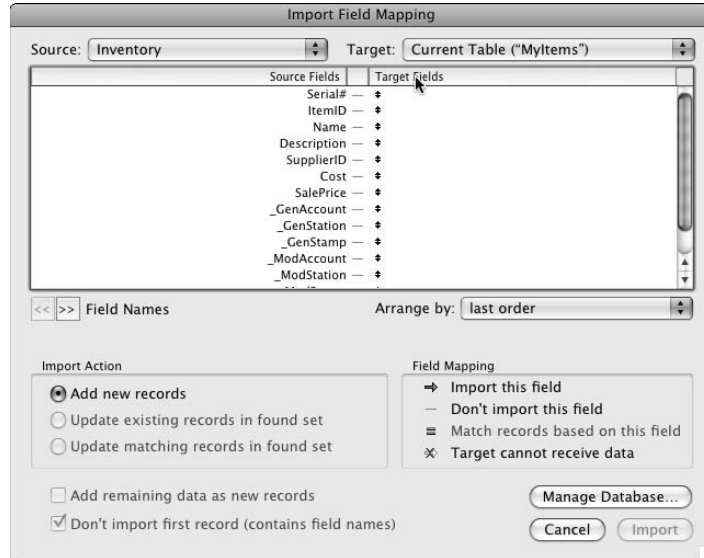 Import Field Mapping
Source: Inventory Target: Current Table ("MyItems")
Source Fields Target Fields
Serial#
ItemID
Name
Description
SupplierID
Cost
SalePrice
_GenAccount
_GenStation
_GenStamp
_ModAccount
_ModStation
<< >> Field Names Arrange by: last order
Import Action Field Mapping
Add new records Import this field
Update existing records in found set Don't import this field
Update matching records in found set Match records based on this field
Target cannot receive data
Add remaining data as new records Manage Database...
Don't import first record (contains field names) Cancel Import